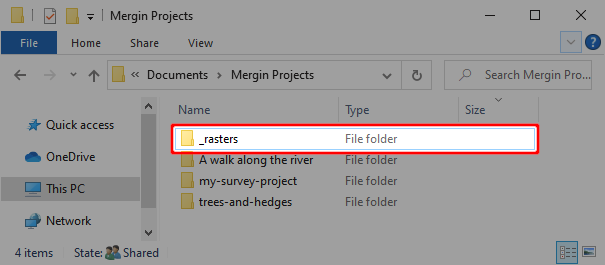 Mergin Projects
File Home Share View
« Documents > Mergin Projects
Search Mergin Pro...
Name Type Size
Quick access
OneDrive
This PC
Network
_rasters File folder
A walk along the river File folder
my-survey-project File folder
trees-and-hedges File folder
4 items State: Shared